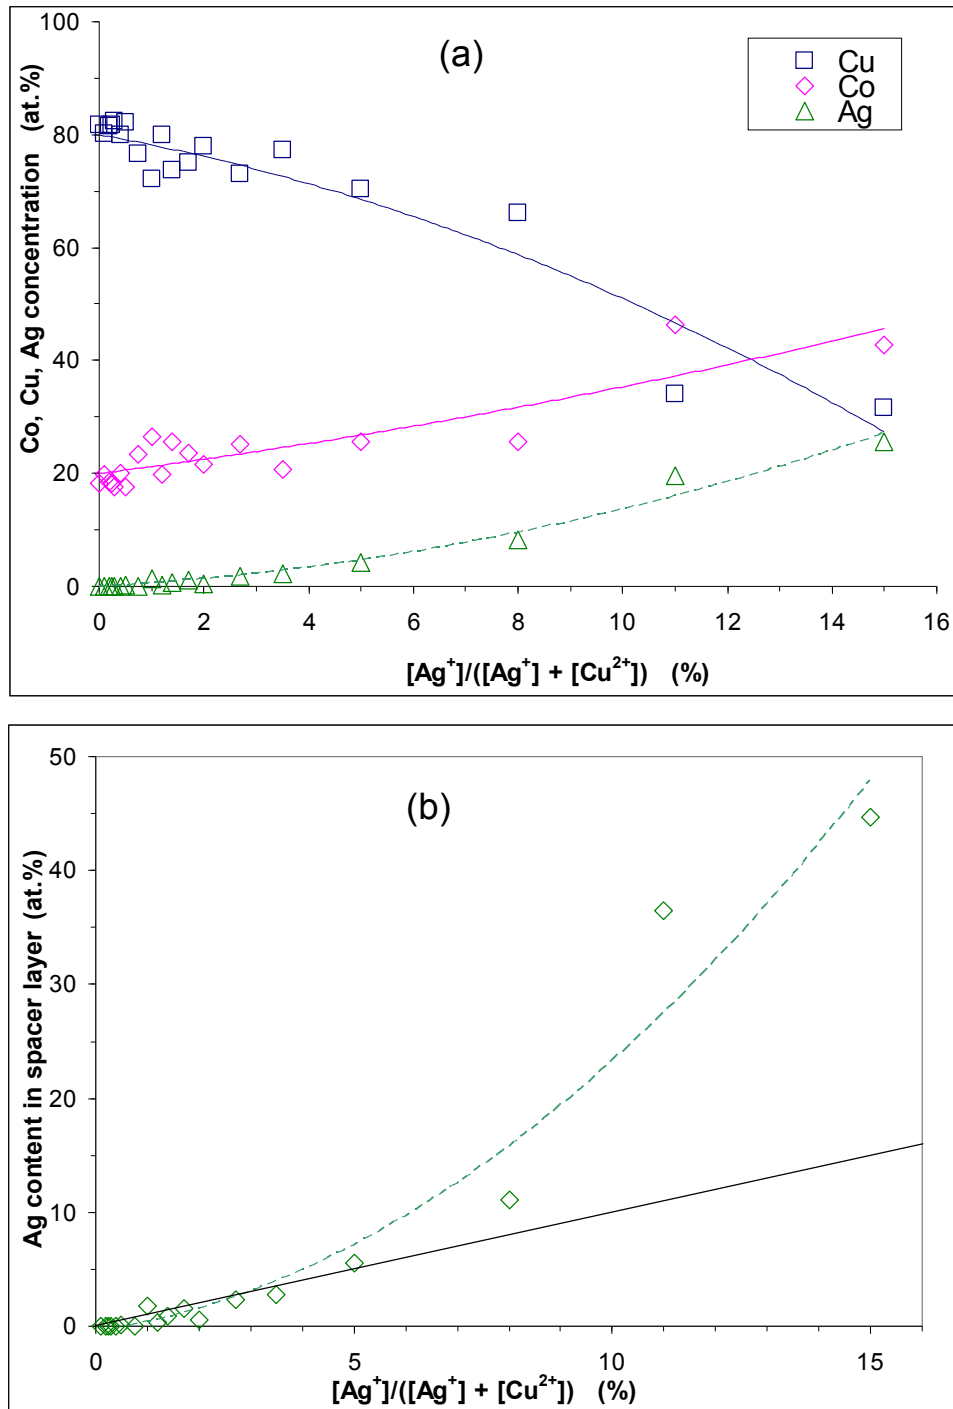 (a)
Cu
Co
Ag
Co, Cu, Ag concentration (at.%)
100
80
60
40
20
0
0 2 4 6 8 10 12 14 16
[Ag⁺]/([Ag⁺] + [Cu²⁺]) (%)
(b)
Ag content in spacer layer (at.%)
50
40
30
20
10
0
0 5 10 15
[Ag⁺]/([Ag⁺] + [Cu²⁺]) (%)